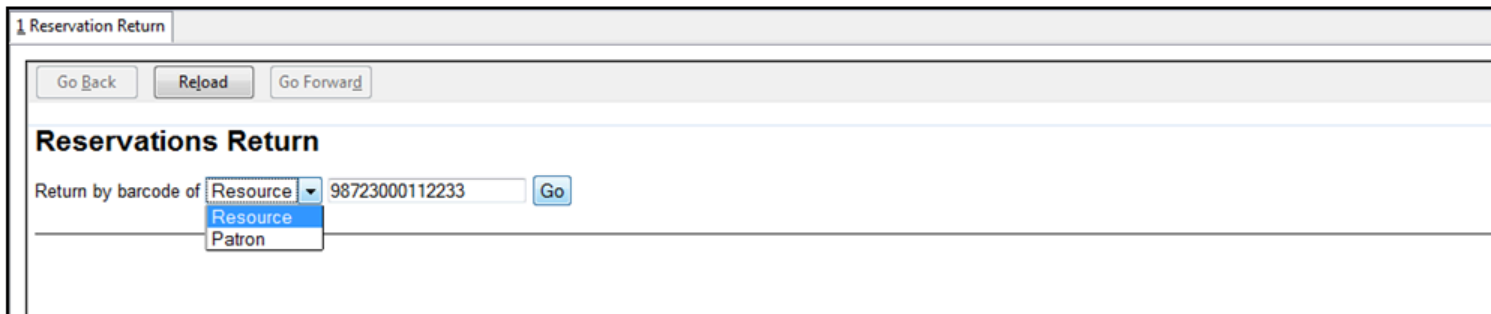 1 Reservation Return
Go Back Reload Go Forward
Reservations Return
Return by barcode of Resource 98723000112233 Go
Resource
Patron